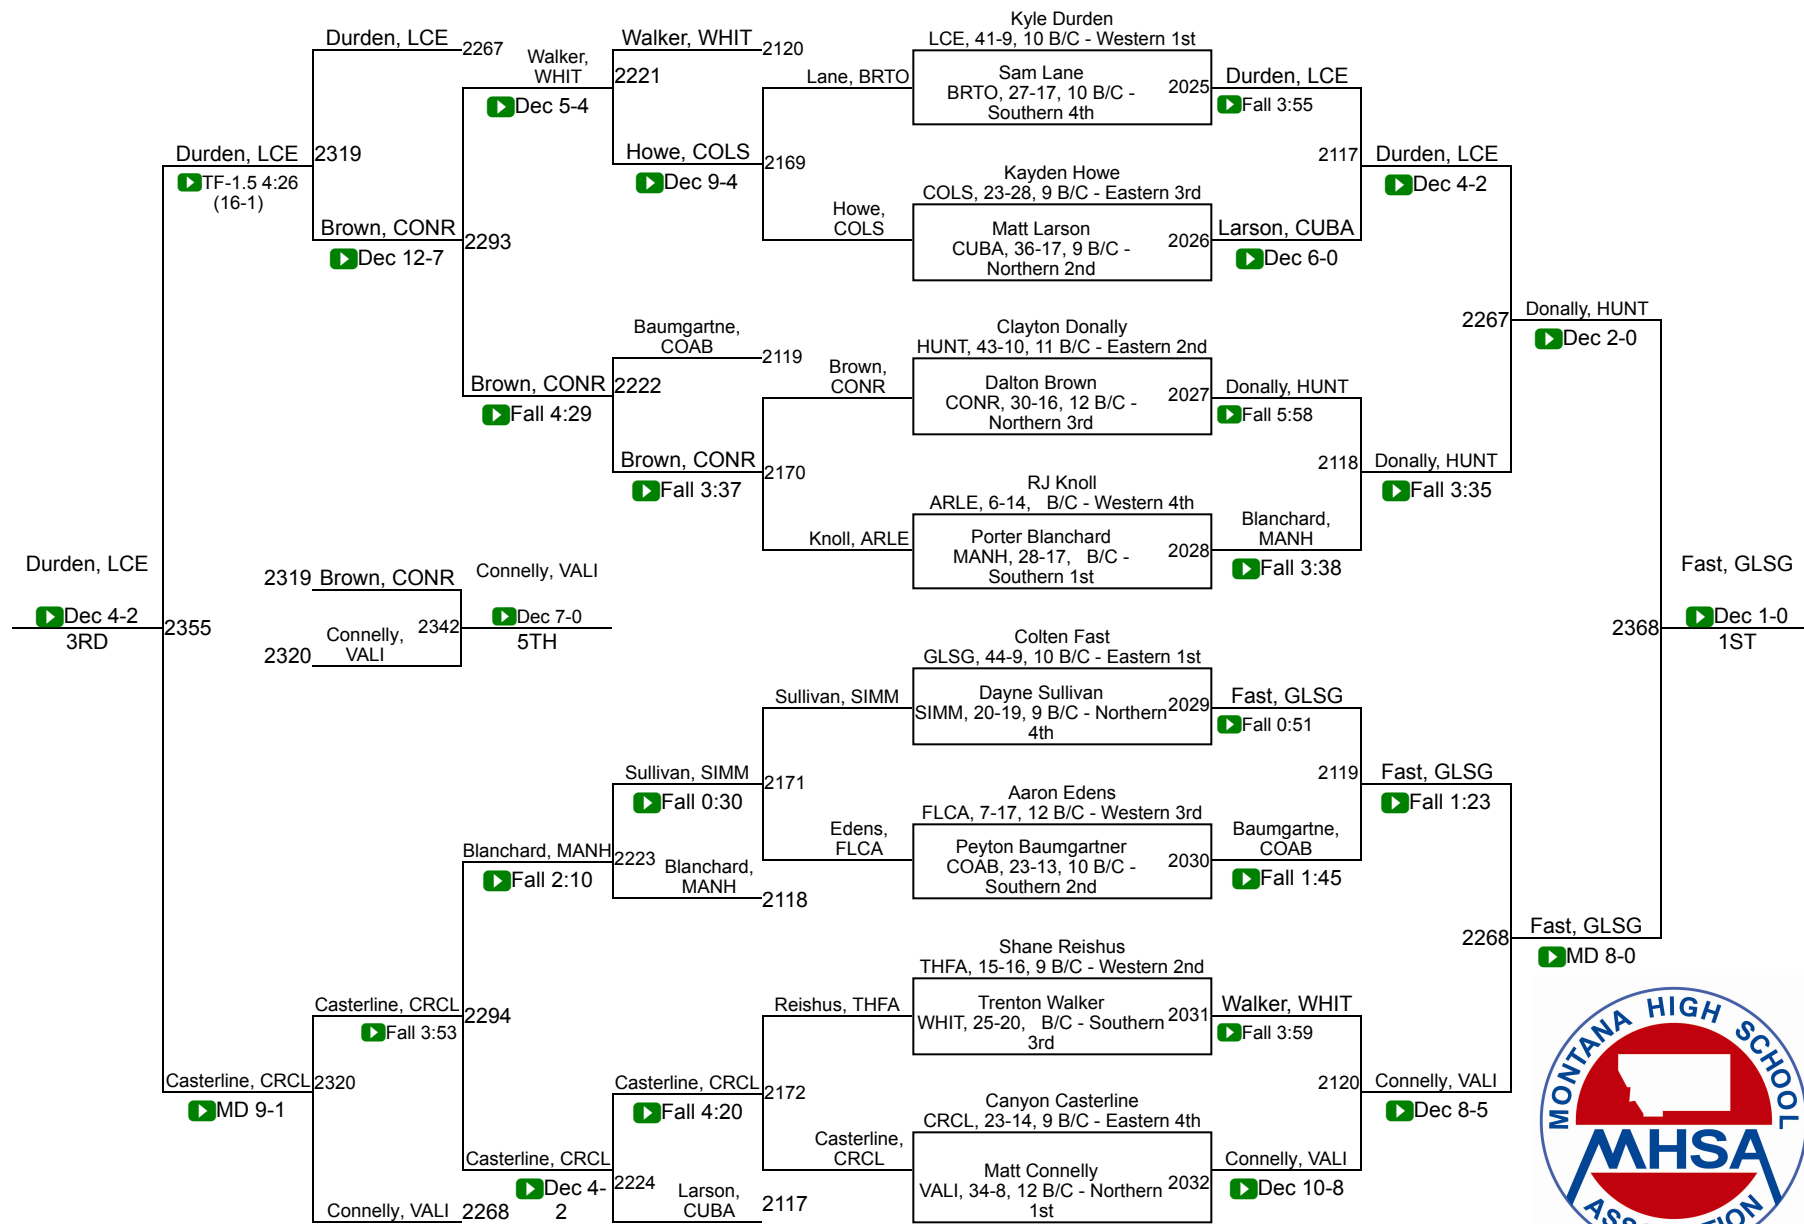 Kyle Durden
LCE, 41-9, 10 B/C - Western 1st
Durden, LCE
2267
Walker, WHIT
2120
Walker,
WHIT
2221
Dec 5-4
Lane, BRTO
Sam Lane
BRTO, 27-17, 10 B/C -
Southern 4th
2025
Durden, LCE
Fall 3:55
Durden, LCE
2319
TF-1.5 4:26
(16-1)
Howe, COLS
2169
Dec 9-4
2117
Durden, LCE
Dec 4-2
Kayden Howe
COLS, 23-28, 9 B/C - Eastern 3rd
Howe,
COLS
Matt Larson
CUBA, 36-17, 9 B/C -
Northern 2nd
2026
Larson, CUBA
Dec 6-0
Brown, CONR
2293
Dec 12-7
2267
Donally, HUNT
Dec 2-0
Baumgartne,
COAB
2119
Clayton Donally
HUNT, 43-10, 11 B/C - Eastern 2nd
Brown, CONR
2222
Fall 4:29
Brown,
CONR
Dalton Brown
CONR, 30-16, 12 B/C -
Northern 3rd
2027
Donally, HUNT
Fall 5:58
Brown, CONR
2170
Fall 3:37
2118
Donally, HUNT
Fall 3:35
RJ Knoll
ARLE, 6-14,   B/C - Western 4th
Knoll, ARLE
Porter Blanchard
MANH, 28-17,   B/C -
Southern 1st
2028
Blanchard,
MANH
Fall 3:38
Durden, LCE
Dec 4-2
3RD
2355
2319
Brown, CONR
2342
Connelly, VALI
Dec 7-0
5TH
2320
Connelly,
VALI
2368
Fast, GLSG
Dec 1-0
1ST
Colten Fast
GLSG, 44-9, 10 B/C - Eastern 1st
Sullivan, SIMM
Dayne Sullivan
SIMM, 20-19, 9 B/C - Northern
4th
2029
Fast, GLSG
Fall 0:51
Sullivan, SIMM
2171
Fall 0:30
2119
Fast, GLSG
Fall 1:23
Aaron Edens
FLCA, 7-17, 12 B/C - Western 3rd
Edens,
FLCA
Peyton Baumgartner
COAB, 23-13, 10 B/C -
Southern 2nd
2030
Baumgartne,
COAB
Fall 1:45
Blanchard, MANH
2223
Fall 2:10
Blanchard,
MANH
2118
2268
Fast, GLSG
MD 8-0
Shane Reishus
THFA, 15-16, 9 B/C - Western 2nd
Casterline, CRCL
2294
Fall 3:53
Reishus, THFA
Trenton Walker
WHIT, 25-20,   B/C - Southern
3rd
2031
Walker, WHIT
Fall 3:59
Casterline, CRCL
2320
MD 9-1
Casterline, CRCL
2172
Fall 4:20
2120
Connelly, VALI
Dec 8-5
Canyon Casterline
CRCL, 23-14, 9 B/C - Eastern 4th
Casterline,
CRCL
Matt Connelly
VALI, 34-8, 12 B/C - Northern
1st
2032
Connelly, VALI
Dec 10-8
Casterline, CRCL
2224
Dec 4-
2
Larson,
CUBA
2117
Connelly, VALI
2268
MONTANA HIGH SCHOOL
MHSA
ASSOCIATION